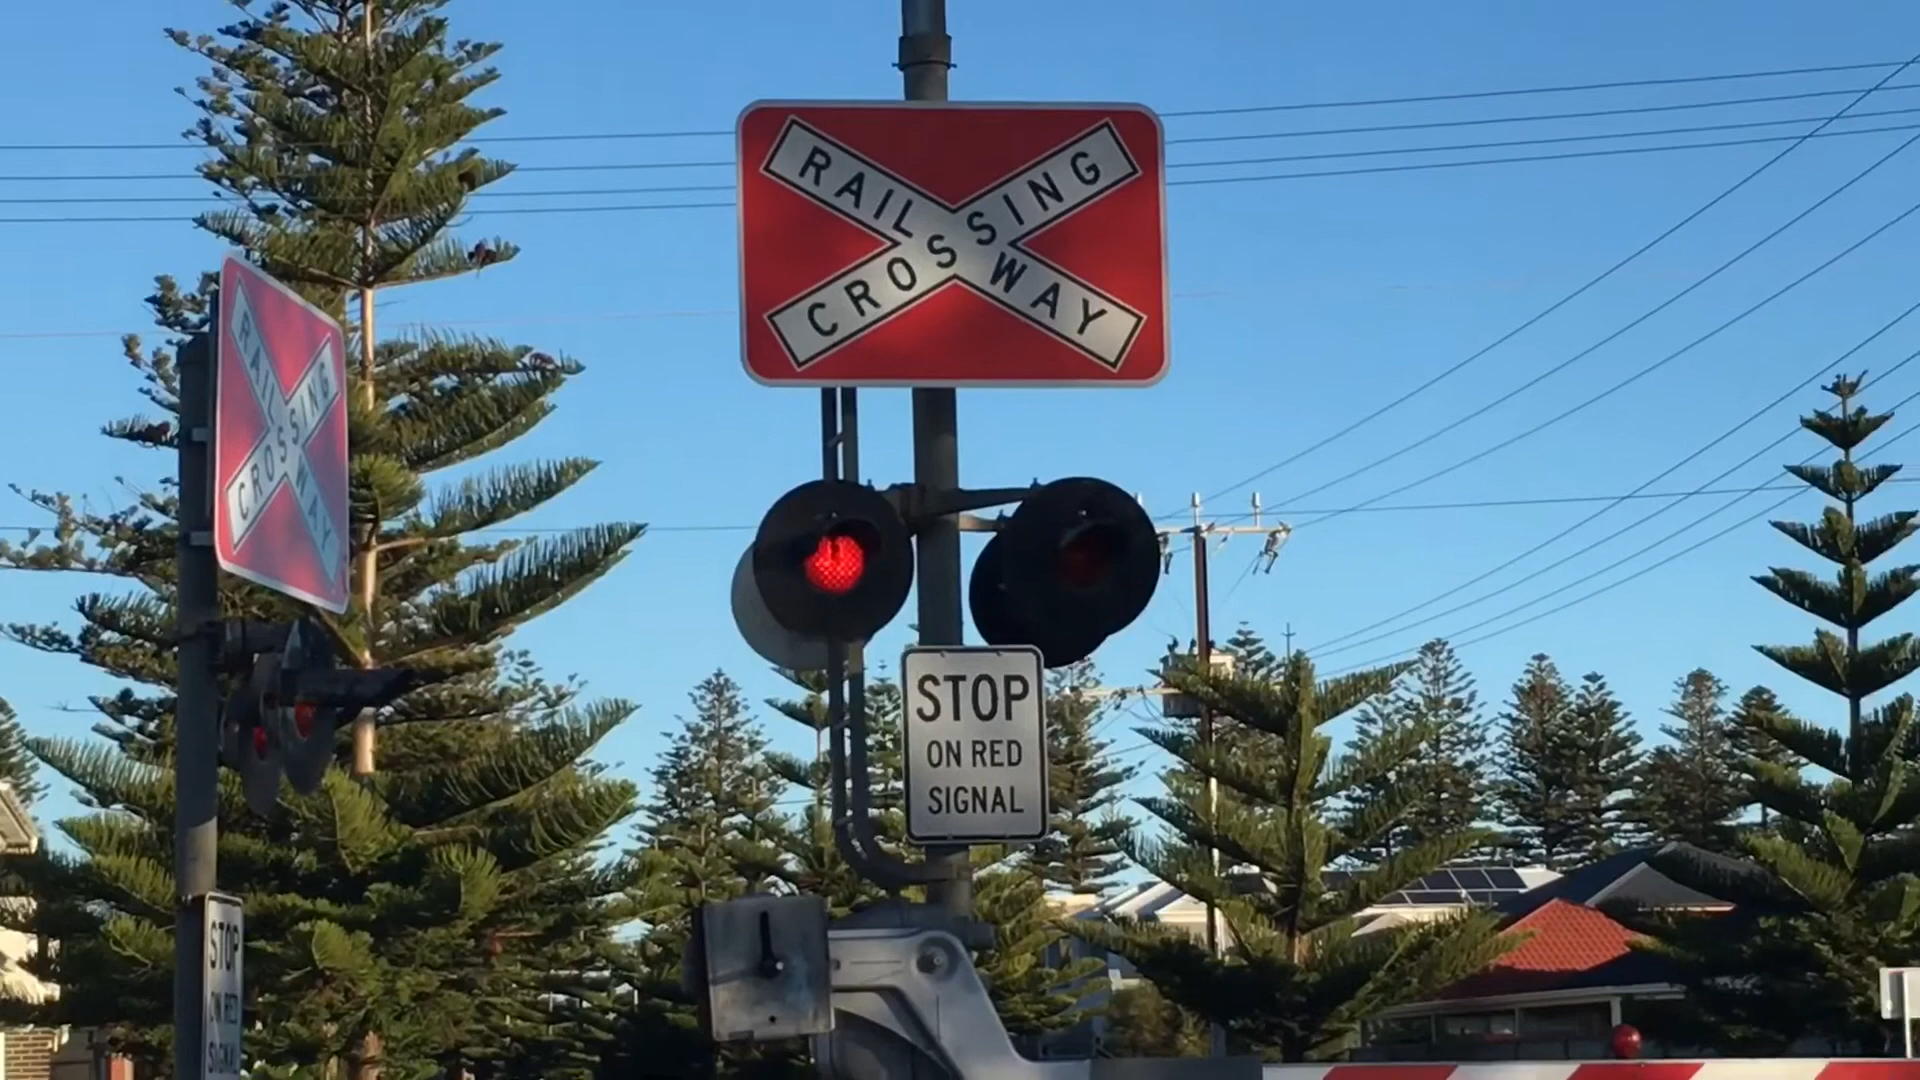 RAILWAY
CROSSING
STOP
ON RED
SIGNAL
RAILWAY
CROSSING
STOP
ON RED
SIGNAL